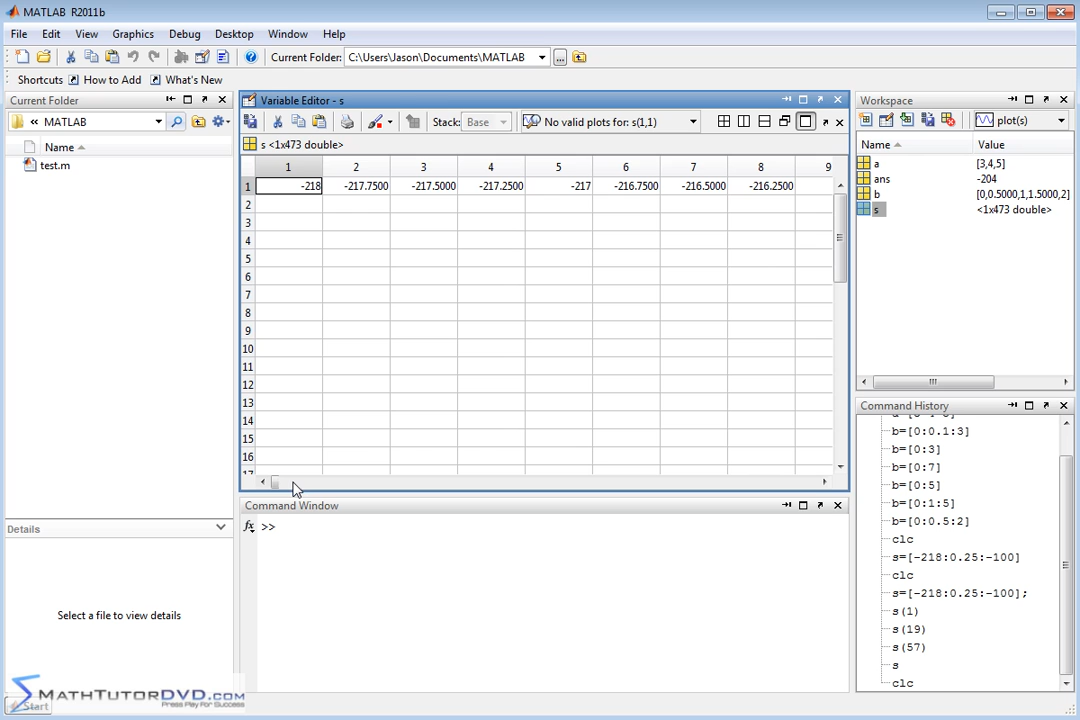 MATLAB R2011b
File Edit View Graphics Debug Desktop Window Help
Current Folder: C:\Users\Jason\Documents\MATLAB ...
Shortcuts How to Add What's New
Current Folder
« MATLAB
Name
test.m
Details
Select a file to view details
Variable Editor - s
Stack: Base No valid plots for: s(1,1)
s <1x473 double>
1 2 3 4 5 6 7 8 9
1 -218 -217.7500 -217.5000 -217.2500 -217 -216.7500 -216.5000 -216.2500
2
3
4
5
6
7
8
9
10
11
12
13
14
15
16
17
Command Window
fx >>
Workspace
plot(s)
Name Value
a [3,4,5]
ans -204
b [0,0.5000,1,1.5000,2]
s <1x473 double>
Command History
b=[0:0.1:3]
b=[0:3]
b=[0:7]
b=[0:5]
b=[0:1:5]
b=[0:0.5:2]
clc
s=[-218:0.25:-100]
clc
s=[-218:0.25:-100];
s(1)
s(19)
s(57)
s
clc
MATHTUTORDVD.COM
Press Play For Success
Start